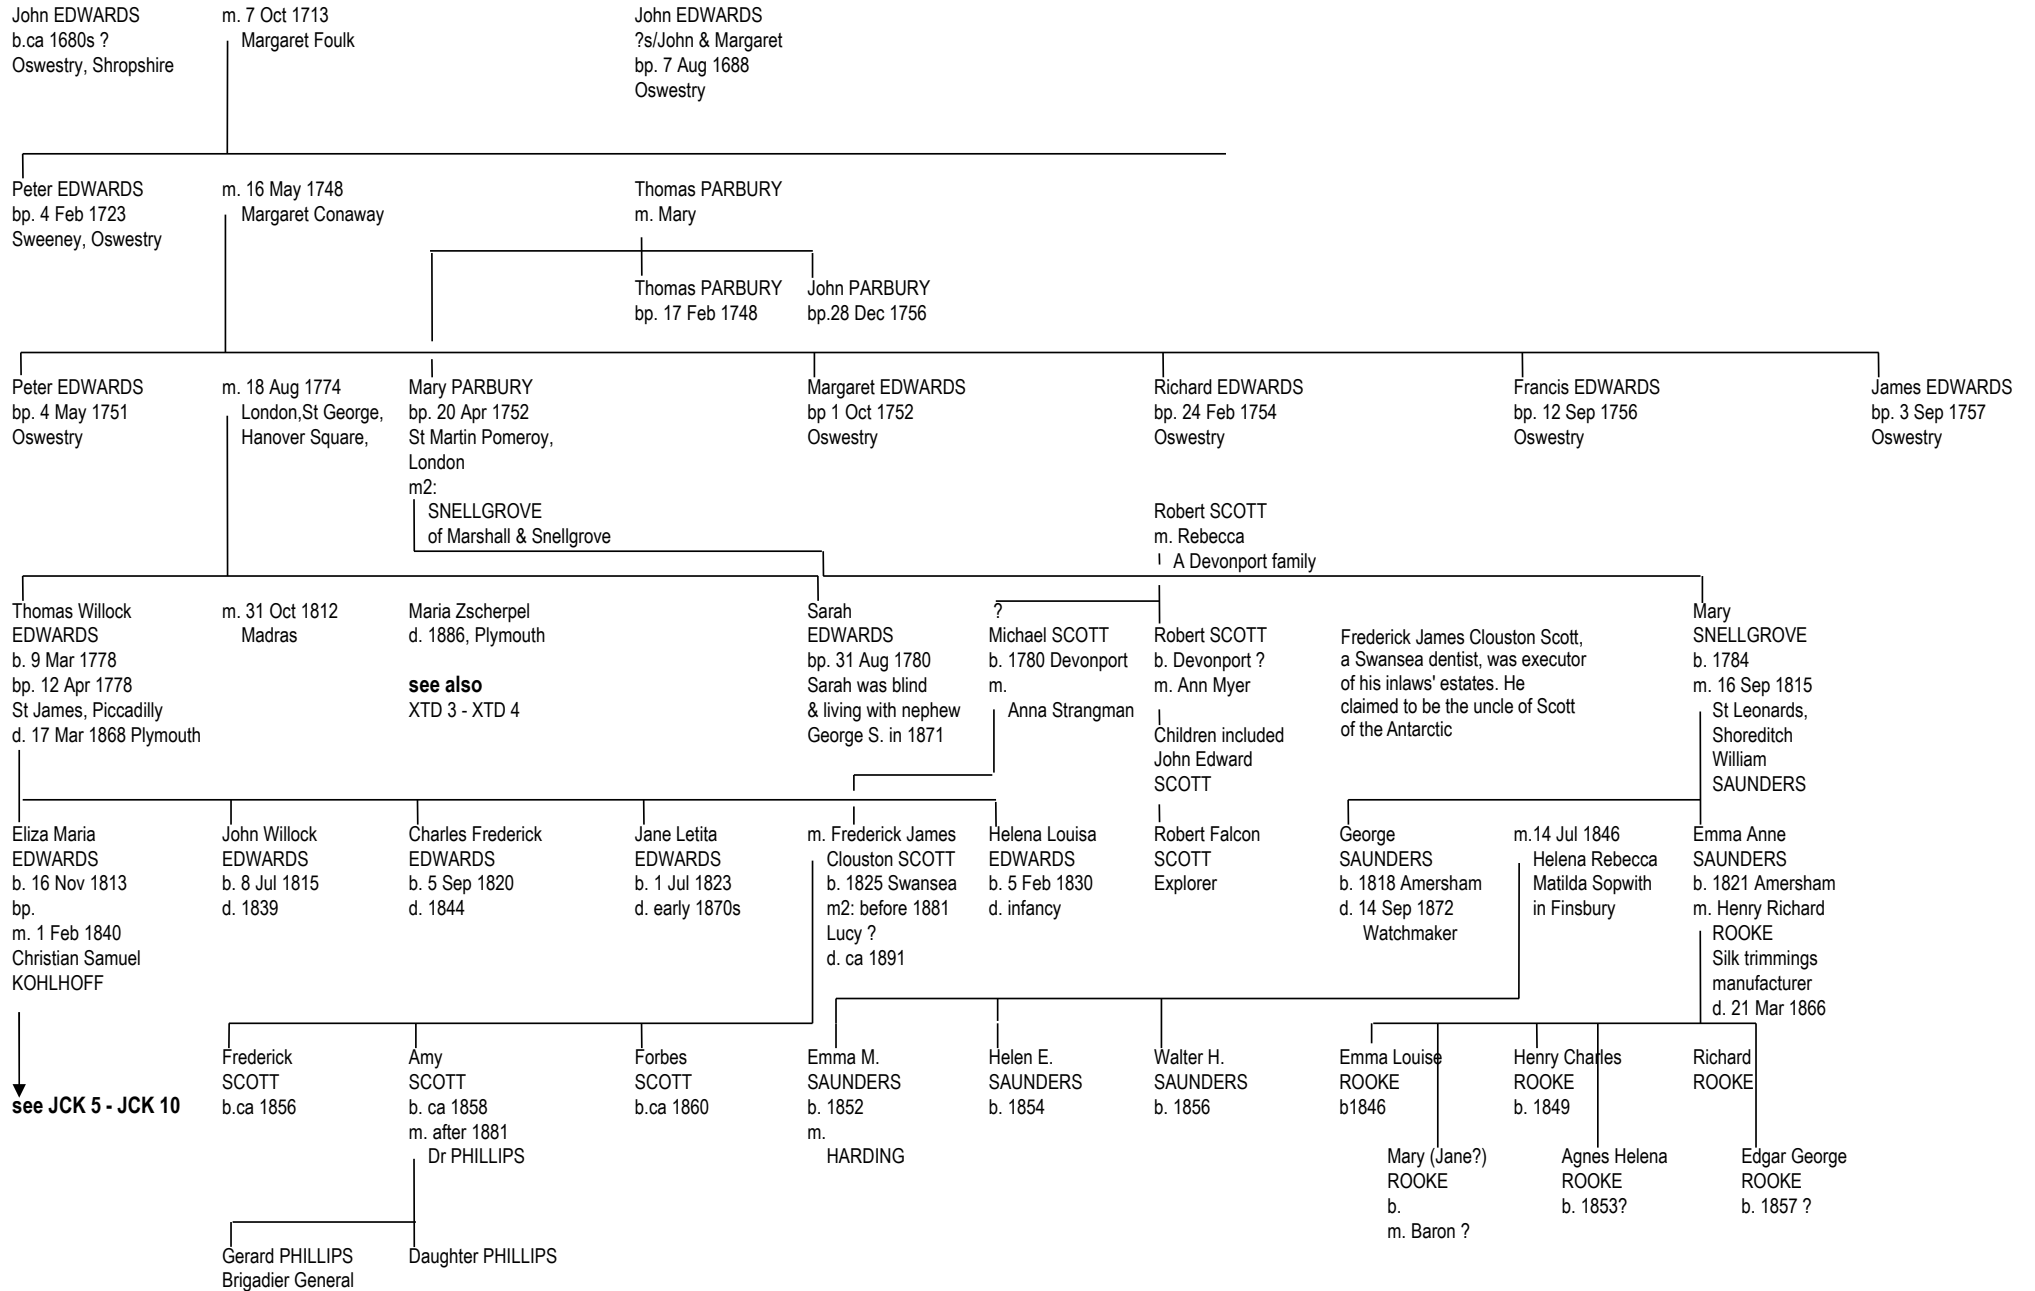 John EDWARDS
b.ca 1680s ?
Oswestry, Shropshire
m. 7 Oct 1713
Margaret Foulk
John EDWARDS
?s/John & Margaret
bp. 7 Aug 1688
Oswestry
Peter EDWARDS
bp. 4 Feb 1723
Sweeney, Oswestry
m. 16 May 1748
Margaret Conaway
Thomas PARBURY
m. Mary
Thomas PARBURY
bp. 17 Feb 1748
John PARBURY
bp.28 Dec 1756
Peter EDWARDS
bp. 4 May 1751
Oswestry
m. 18 Aug 1774
London,St George,
Hanover Square,
Mary PARBURY
bp. 20 Apr 1752
St Martin Pomeroy,
London
m2:
SNELLGROVE
of Marshall & Snellgrove
Margaret EDWARDS
bp 1 Oct 1752
Oswestry
Richard EDWARDS
bp. 24 Feb 1754
Oswestry
Francis EDWARDS
bp. 12 Sep 1756
Oswestry
James EDWARDS
bp. 3 Sep 1757
Oswestry
Robert SCOTT
m. Rebecca
A Devonport family
Thomas Willock
EDWARDS
b. 9 Mar 1778
bp. 12 Apr 1778
St James, Piccadilly
d. 17 Mar 1868 Plymouth
m. 31 Oct 1812
Madras
Maria Zscherpel
d. 1886, Plymouth
see also
XTD 3 - XTD 4
Sarah
EDWARDS
bp. 31 Aug 1780
Sarah was blind
& living with nephew
George S. in 1871
?
Michael SCOTT
b. 1780 Devonport
m.
Anna Strangman
Robert SCOTT
b. Devonport ?
m. Ann Myer
Children included
John Edward
SCOTT
Frederick James Clouston Scott,
a Swansea dentist, was executor
of his inlaws' estates. He
claimed to be the uncle of Scott
of the Antarctic
Mary
SNELLGROVE
b. 1784
m. 16 Sep 1815
St Leonards,
Shoreditch
William
SAUNDERS
Eliza Maria
EDWARDS
b. 16 Nov 1813
bp.
m. 1 Feb 1840
Christian Samuel
KOHLHOFF
John Willock
EDWARDS
b. 8 Jul 1815
d. 1839
Charles Frederick
EDWARDS
b. 5 Sep 1820
d. 1844
Jane Letita
EDWARDS
b. 1 Jul 1823
d. early 1870s
m. Frederick James
Clouston SCOTT
b. 1825 Swansea
m2: before 1881
Lucy ?
d. ca 1891
Helena Louisa
EDWARDS
b. 5 Feb 1830
d. infancy
Robert Falcon
SCOTT
Explorer
George
SAUNDERS
b. 1818 Amersham
d. 14 Sep 1872
Watchmaker
m.14 Jul 1846
Helena Rebecca
Matilda Sopwith
in Finsbury
Emma Anne
SAUNDERS
b. 1821 Amersham
m. Henry Richard
ROOKE
Silk trimmings
manufacturer
d. 21 Mar 1866
see JCK 5 - JCK 10
Frederick
SCOTT
b.ca 1856
Amy
SCOTT
b. ca 1858
m. after 1881
Dr PHILLIPS
Forbes
SCOTT
b.ca 1860
Emma M.
SAUNDERS
b. 1852
m.
HARDING
Helen E.
SAUNDERS
b. 1854
Walter H.
SAUNDERS
b. 1856
Emma Louise
ROOKE
b1846
Henry Charles
ROOKE
b. 1849
Richard
ROOKE
Mary (Jane?)
ROOKE
b.
m. Baron ?
Agnes Helena
ROOKE
b. 1853?
Edgar George
ROOKE
b. 1857 ?
Gerard PHILLIPS
Brigadier General
Daughter PHILLIPS